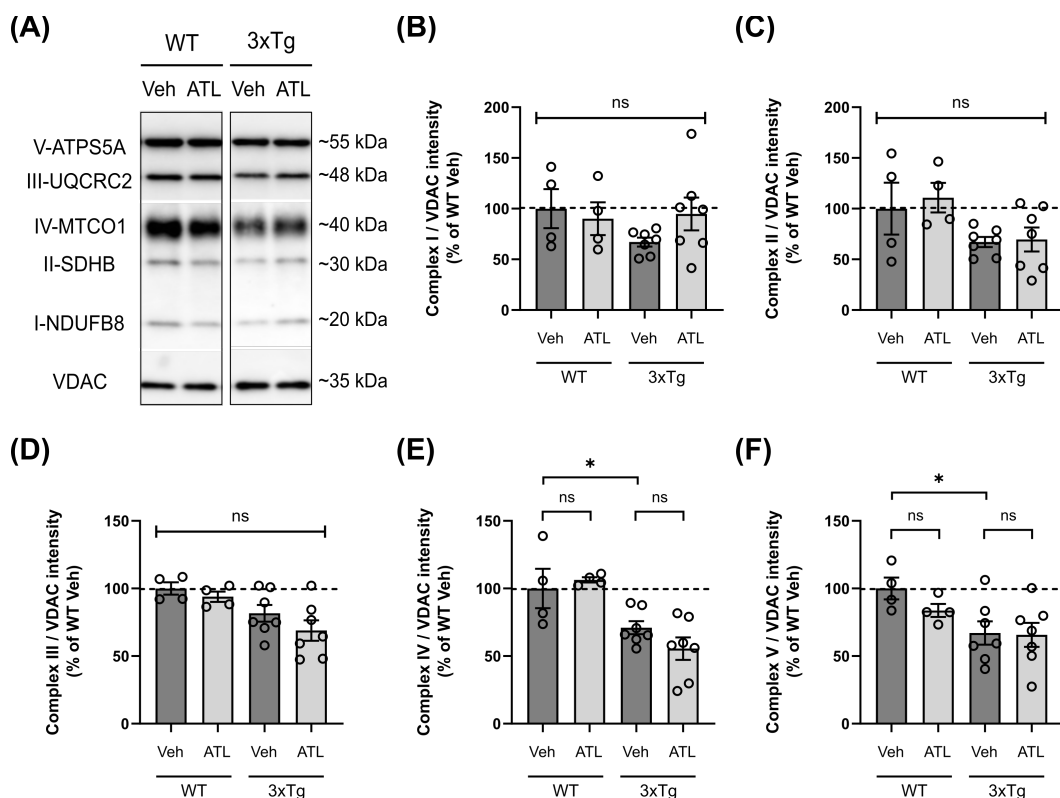 (A)
WT 3xTg
Veh ATL Veh ATL
V-ATPS5A ~55 kDa
III-UQCRC2 ~48 kDa
IV-MTCO1 ~40 kDa
II-SDHB ~30 kDa
I-NDUFB8 ~20 kDa
VDAC ~35 kDa
(B)
Complex I / VDAC intensity
(% of WT Veh)
200
150
100
50
0
ns
Veh ATL Veh ATL
WT 3xTg
(C)
Complex II / VDAC intensity
(% of WT Veh)
200
150
100
50
0
ns
Veh ATL Veh ATL
WT 3xTg
(D)
Complex III / VDAC intensity
(% of WT Veh)
150
100
50
0
ns
Veh ATL Veh ATL
WT 3xTg
(E)
Complex IV / VDAC intensity
(% of WT Veh)
150
100
50
0
*
ns ns
Veh ATL Veh ATL
WT 3xTg
(F)
Complex V / VDAC intensity
(% of WT Veh)
150
100
50
0
*
ns ns
Veh ATL Veh ATL
WT 3xTg